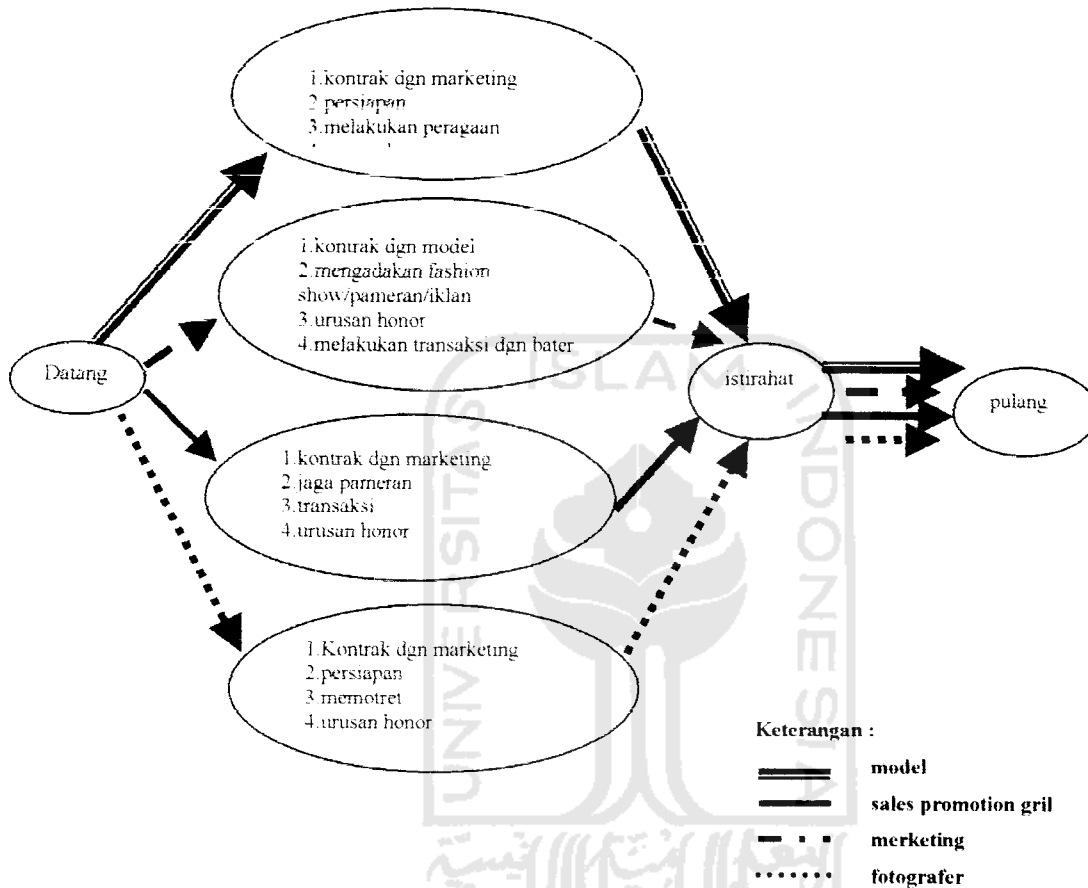 1.kontrak dgn marketing
2 persiapan
3.melakukan peragaan
1.kontrak dgn model
2.mengadakan fashion
show/pameran/iklan
3.urusan honor
4.melakukan transaksi dgn bater
Datang
istirahat
pulang
1.kontrak dgn marketing
2.jaga pameran
3.transaksi
4.urusan honor
1.Kontrak dgn marketing
2.persiapan
3.memotret
4.urusan honor
Keterangan :
model
sales promotion gril
merketing
fotografer
ISLAM
UNIVERSITAS
INDONESIA